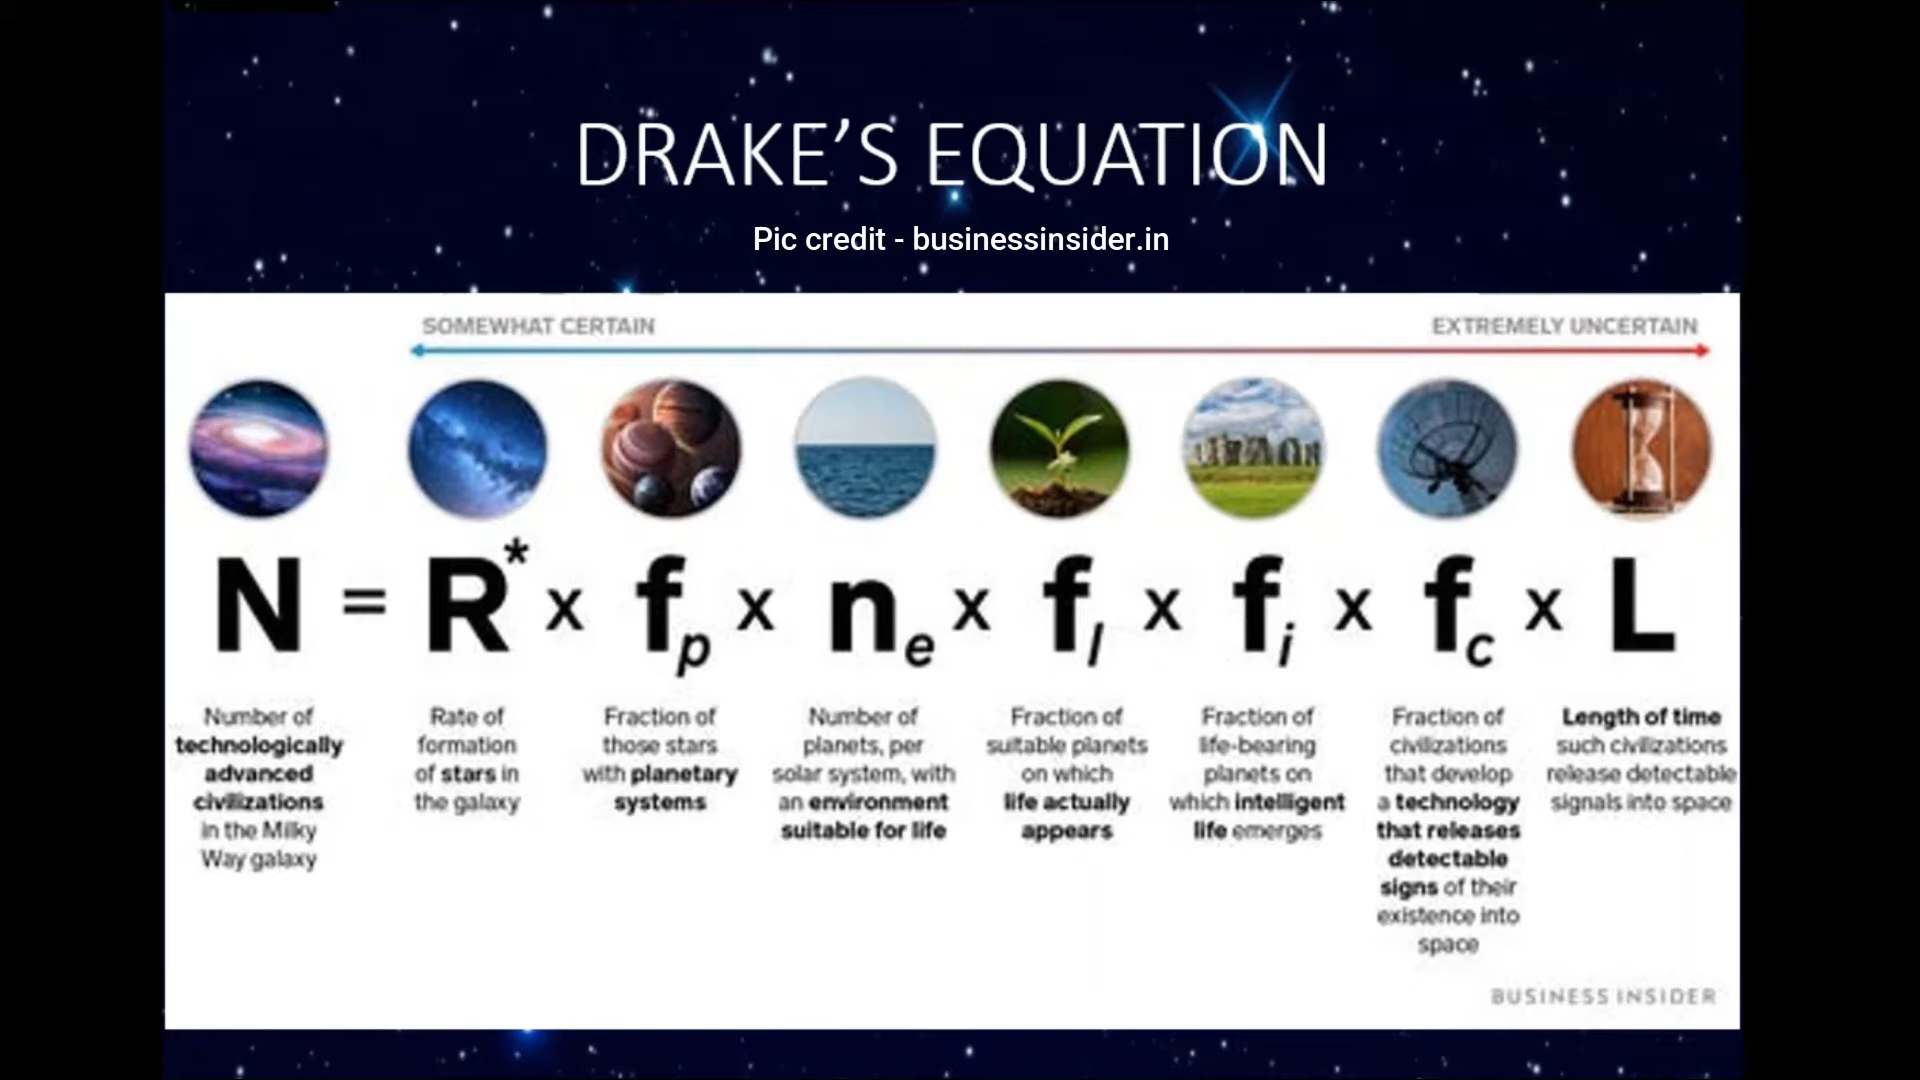 DRAKE'S EQUATION
Pic credit - businessinsider.in
SOMEWHAT CERTAIN
EXTREMELY UNCERTAIN
N = R* x fp x ne x fl x fi x fc x L
Number of
technologically
advanced
civilizations
in the Milky
Way galaxy
Rate of
formation
of stars in
the galaxy
Fraction of
those stars
with planetary
systems
Number of
planets, per
solar system, with
an environment
suitable for life
Fraction of
suitable planets
on which
life actually
appears
Fraction of
life-bearing
planets on
which intelligent
life emerges
Fraction of
civilizations
that develop
a technology
that releases
detectable
signs of their
existence into
space
Length of time
such civilizations
release detectable
signals into space
BUSINESS INSIDER